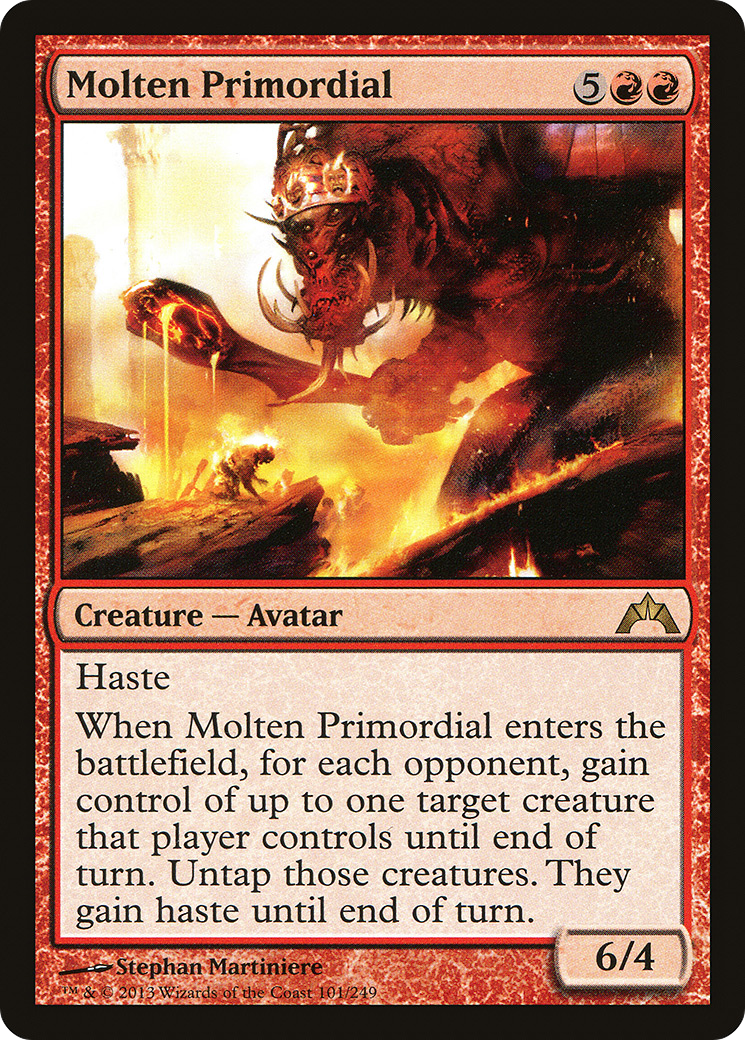 Molten Primordial 5
Creature — Avatar
Haste
When Molten Primordial enters the
battlefield, for each opponent, gain
control of up to one target creature
that player controls until end of
turn. Untap those creatures. They
gain haste until end of turn.
6/4
Stephan Martiniere
™ & © 2013 Wizards of the Coast 101/249